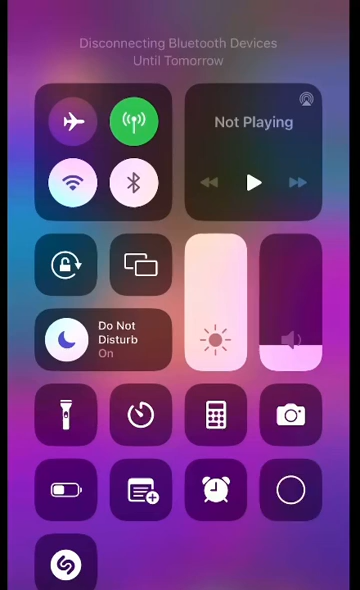 Disconnecting Bluetooth Devices
Until Tomorrow
Not Playing
Do Not
Disturb
On